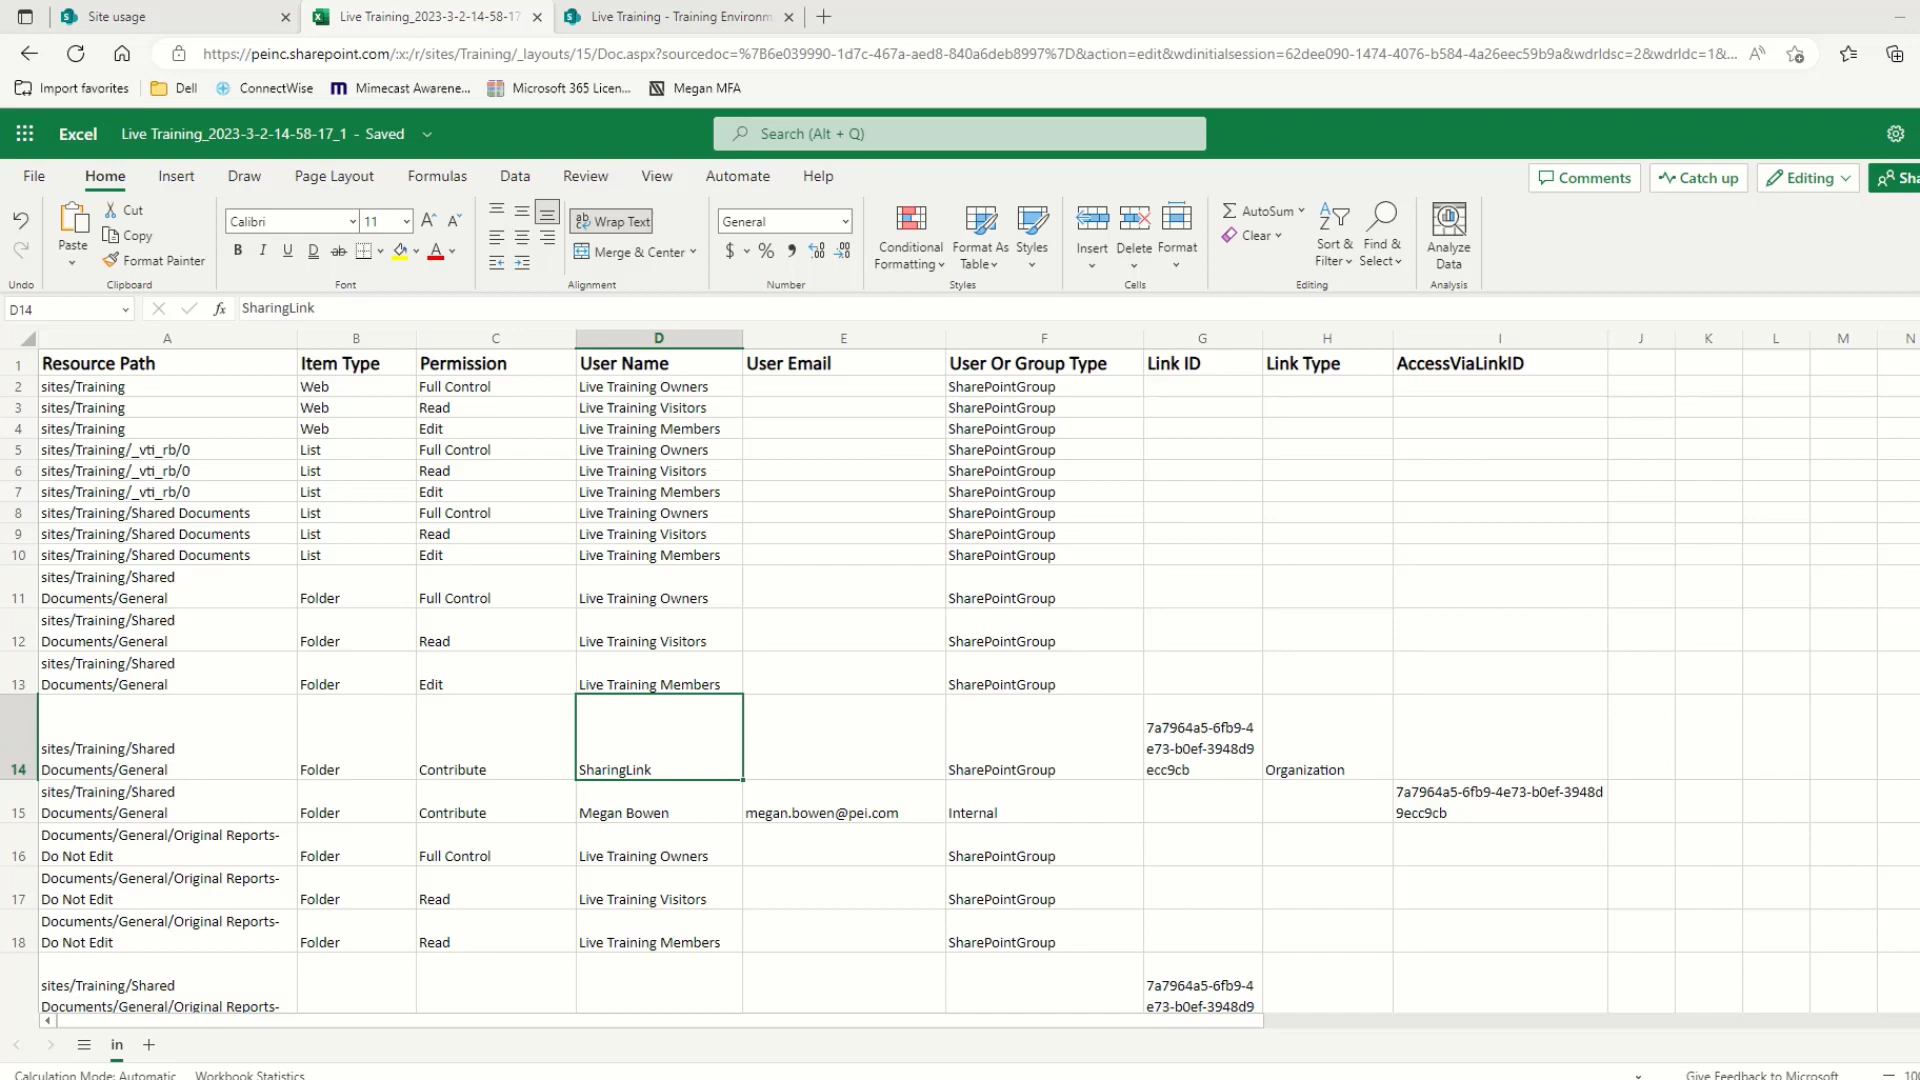 Site usage
Live Training_2023-3-2-14-58-17
Live Training - Training Environm
https://peinc.sharepoint.com/:x:/r/sites/Training/_layouts/15/Doc.aspx?sourcedoc=%7B6e039990-1d7c-467a-aed8-840a6deb8997%7D&action=edit&wdinitialsession=62dee090-1474-4076-b584-4a26eec59b9a&wdrldsc=2&wdrldc=1&...
Import favorites Dell ConnectWise Mimecast Awarene... Microsoft 365 Licen... Megan MFA
Excel Live Training_2023-3-2-14-58-17_1 - Saved Search (Alt + Q)
File Home Insert Draw Page Layout Formulas Data Review View Automate Help Comments Catch up Editing Sha
Paste Cut Copy Format Painter
Calibri 11
Wrap Text
Merge & Center
General
Conditional Formatting Format As Table Styles
Insert Delete Format
AutoSum Clear
Sort & Filter Find & Select
Analyze Data
Undo Clipboard Font Alignment Number Styles Cells Editing Analysis
D14 fx SharingLink
A B C D E F G H I J K L M N
1 Resource Path Item Type Permission User Name User Email User Or Group Type Link ID Link Type AccessViaLinkID
2 sites/Training Web Full Control Live Training Owners SharePointGroup
3 sites/Training Web Read Live Training Visitors SharePointGroup
4 sites/Training Web Edit Live Training Members SharePointGroup
5 sites/Training/_vti_rb/0 List Full Control Live Training Owners SharePointGroup
6 sites/Training/_vti_rb/0 List Read Live Training Visitors SharePointGroup
7 sites/Training/_vti_rb/0 List Edit Live Training Members SharePointGroup
8 sites/Training/Shared Documents List Full Control Live Training Owners SharePointGroup
9 sites/Training/Shared Documents List Read Live Training Visitors SharePointGroup
10 sites/Training/Shared Documents List Edit Live Training Members SharePointGroup
sites/Training/Shared
11 Documents/General Folder Full Control Live Training Owners SharePointGroup
sites/Training/Shared
12 Documents/General Folder Read Live Training Visitors SharePointGroup
sites/Training/Shared
13 Documents/General Folder Edit Live Training Members SharePointGroup
7a7964a5-6fb9-4
sites/Training/Shared e73-b0ef-3948d9
14 Documents/General Folder Contribute SharingLink SharePointGroup ecc9cb Organization
sites/Training/Shared 7a7964a5-6fb9-4e73-b0ef-3948d
15 Documents/General Folder Contribute Megan Bowen megan.bowen@pei.com Internal 9ecc9cb
Documents/General/Original Reports-
16 Do Not Edit Folder Full Control Live Training Owners SharePointGroup
Documents/General/Original Reports-
17 Do Not Edit Folder Read Live Training Visitors SharePointGroup
Documents/General/Original Reports-
18 Do Not Edit Folder Read Live Training Members SharePointGroup
sites/Training/Shared 7a7964a5-6fb9-4
Documents/General/Original Reports- e73-b0ef-3948d9
in
Calculation Mode: Automatic Workbook Statistics Give Feedback to Microsoft 100